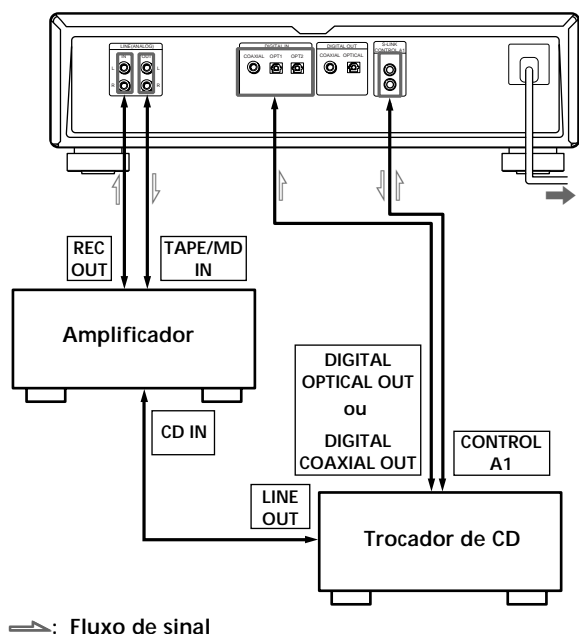 LINE(ANALOG)
IN OUT
L L
R R
DIGITAL IN
COAXIAL OPT1 OPT2
DIGITAL OUT
COAXIAL OPTICAL
S-LINK
CONTROL A1
REC
OUT
TAPE/MD
IN
Amplificador
CD IN
DIGITAL
OPTICAL OUT
ou
DIGITAL
COAXIAL OUT
CONTROL
A1
LINE
OUT
Trocador de CD
: Fluxo de sinal